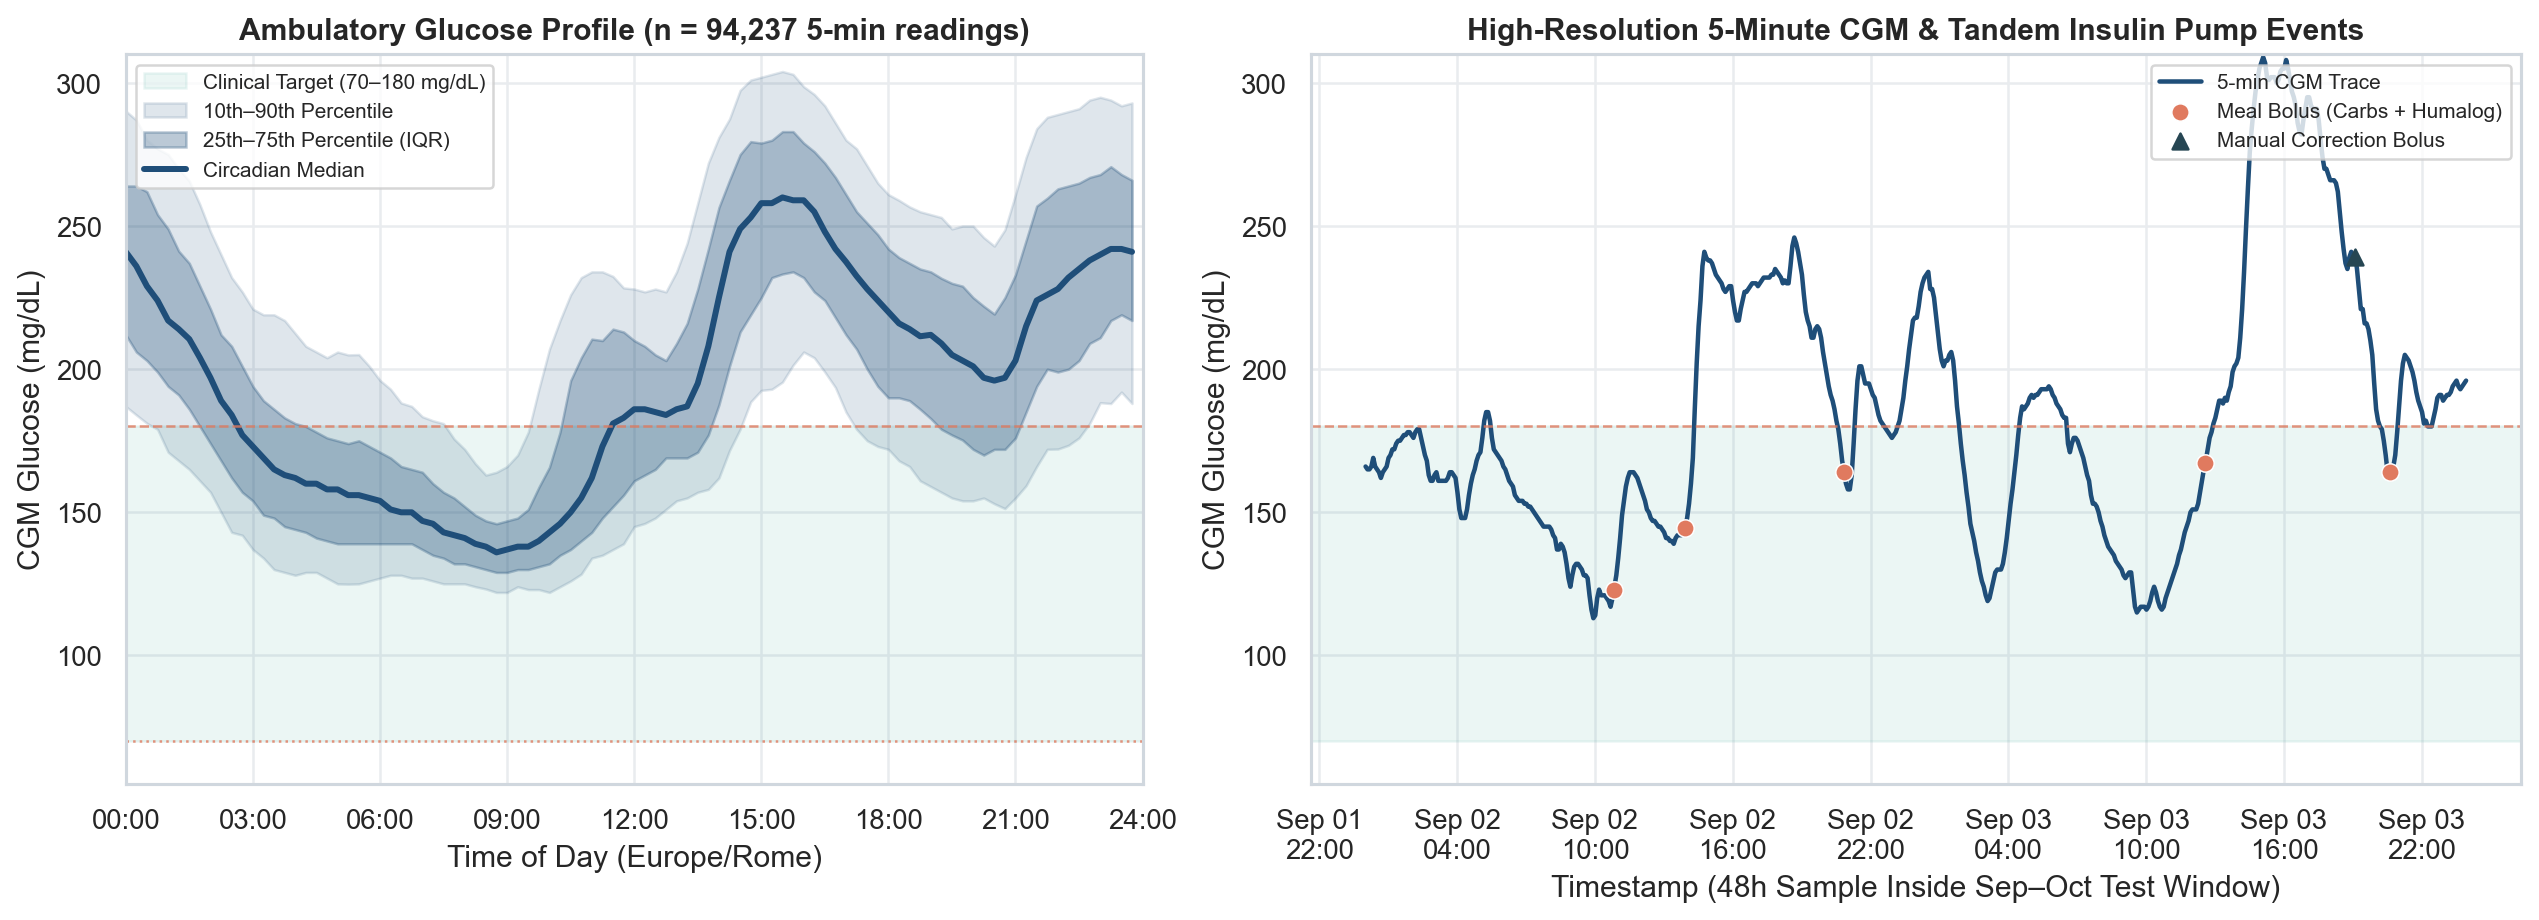 Ambulatory Glucose Profile (n = 94,237 5-min readings)
CGM Glucose (mg/dL)
300
250
200
150
100
Clinical Target (70–180 mg/dL)
10th–90th Percentile
25th–75th Percentile (IQR)
Circadian Median
00:00 03:00 06:00 09:00 12:00 15:00 18:00 21:00 24:00
Time of Day (Europe/Rome)
High-Resolution 5-Minute CGM & Tandem Insulin Pump Events
CGM Glucose (mg/dL)
300
250
200
150
100
5-min CGM Trace
Meal Bolus (Carbs + Humalog)
Manual Correction Bolus
Sep 01 Sep 02 Sep 02 Sep 02 Sep 02 Sep 03 Sep 03 Sep 03 Sep 03
22:00 04:00 10:00 16:00 22:00 04:00 10:00 16:00 22:00
Timestamp (48h Sample Inside Sep–Oct Test Window)